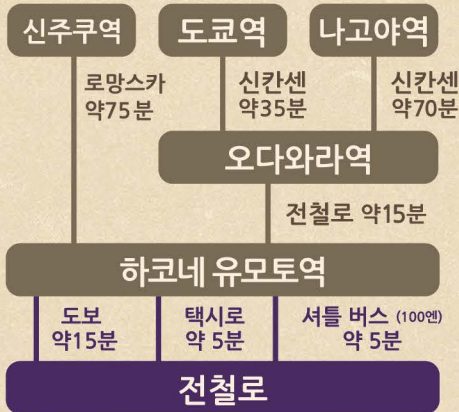 신주쿠역
도쿄역
나고야역
로망스카
약75분
신칸센
약35분
신칸센
약70분
오다와라역
전철로 약15분
하코네 유모토역
도보
약15분
택시로
약 5분
셔틀 버스 (100엔)
약 5분
전철로